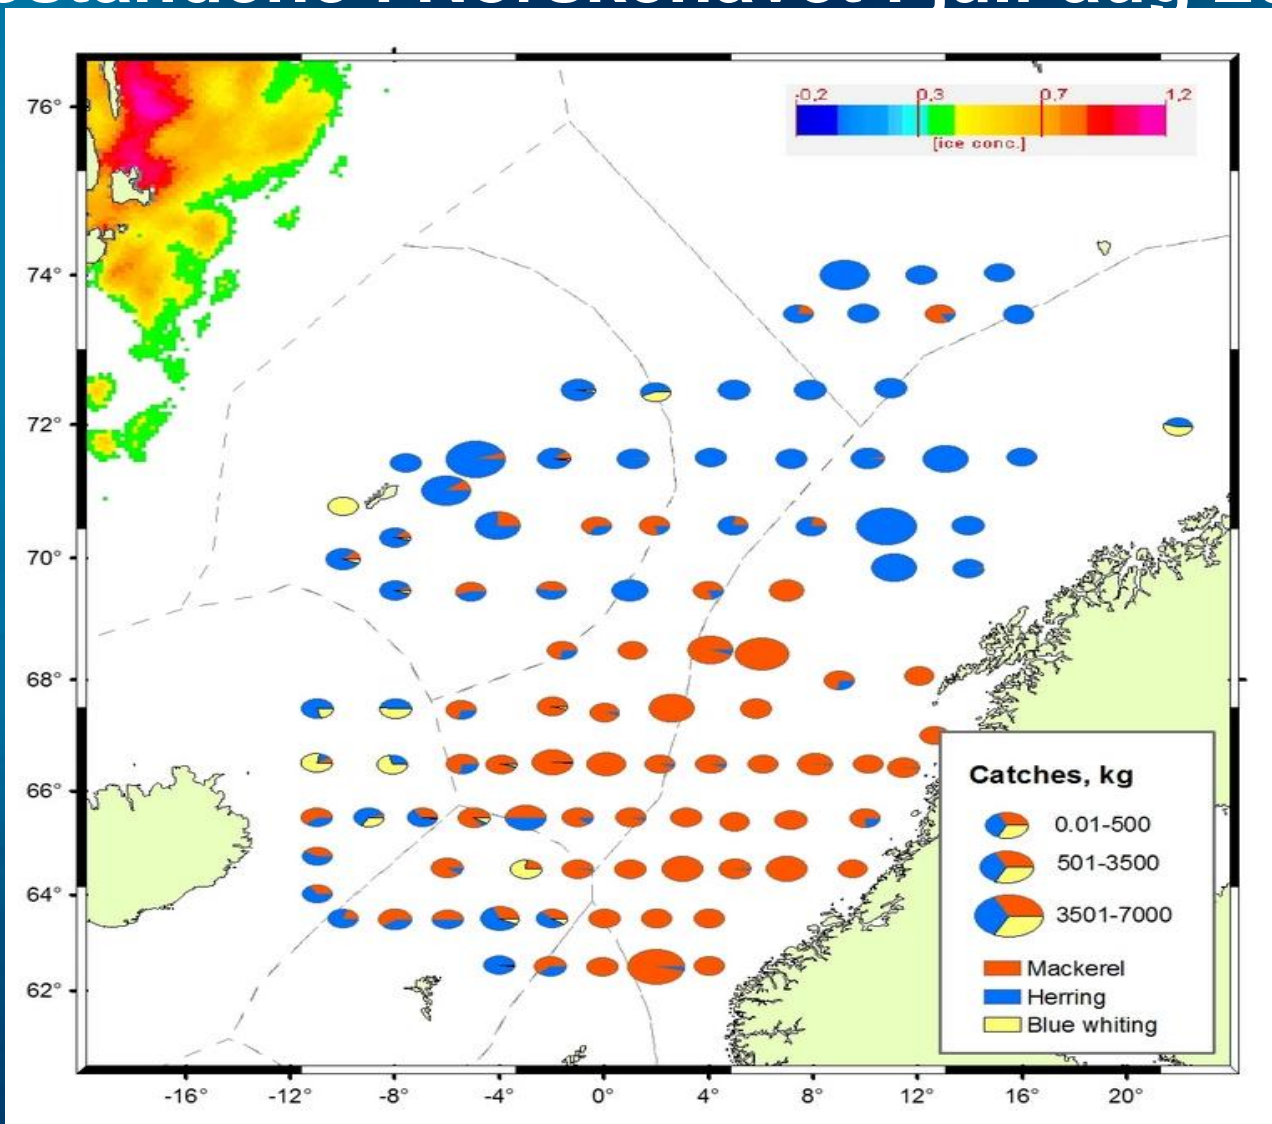 -0,2 0,3 0,7 1,2
[ice conc.]
76°
74°
72°
70°
68°
66°
64°
62°
Catches, kg
0.01-500
501-3500
3501-7000
Mackerel
Herring
Blue whiting
-16° -12° -8° -4° 0° 4° 8° 12° 16° 20°